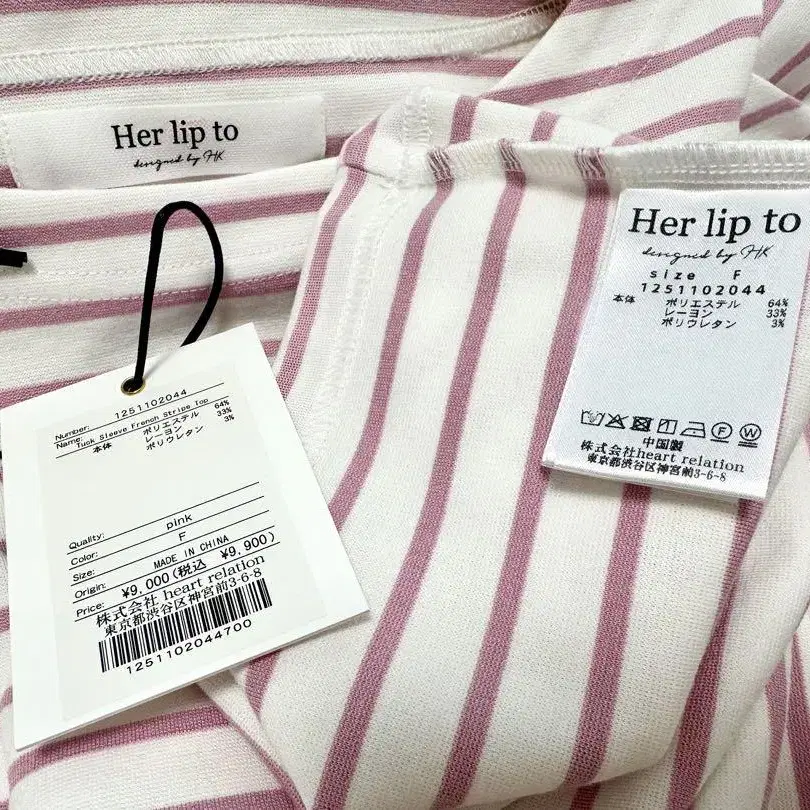 Her lip to
designed by HK
Her lip to
designed by HK
size F
1251102044
本体 ポリエステル 64%
レーヨン 33%
ポリウレタン 3%
中国製
株式会社heart relation
東京都渋谷区神宮前3-6-8
Number: 1251102044
Name: Tuck Sleeve French Stripe Top
本体 ポリエステル 64%
レーヨン 33%
ポリウレタン 3%
Quality:
Color: pink
Size: F
Origin: MADE IN CHINA
Price: ¥9,000(税込 ¥9,900)
株式会社 heart relation
東京都渋谷区神宮前3-6-8
1251102044700